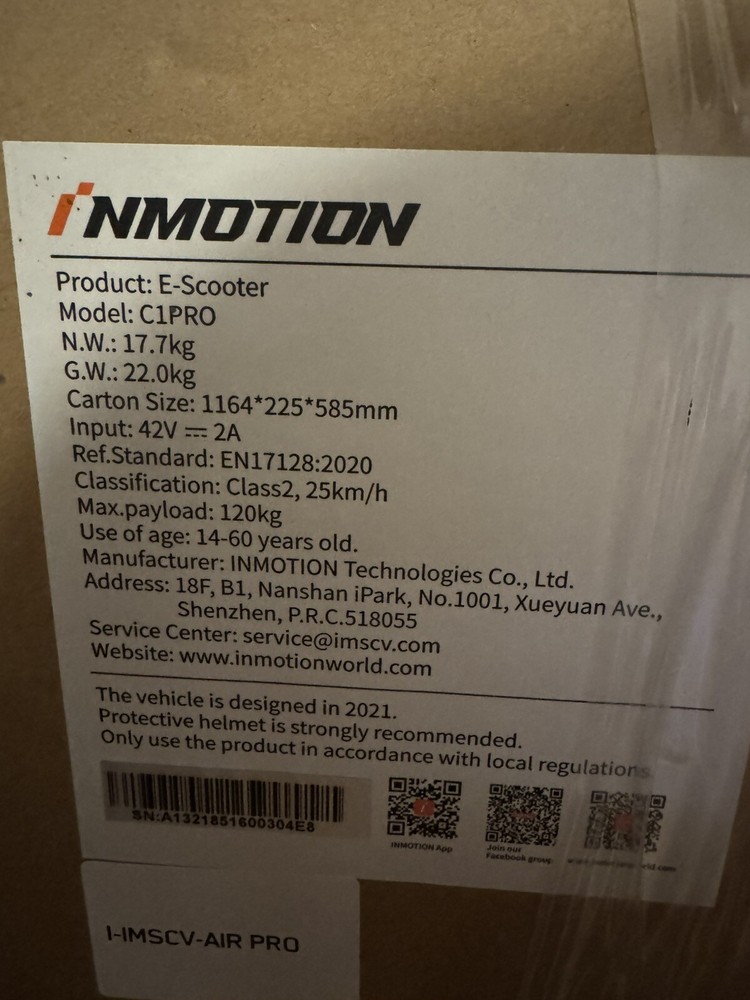 INMOTION
Product: E-Scooter
Model: C1PRO
N.W.: 17.7kg
G.W.: 22.0kg
Carton Size: 1164*225*585mm
Input: 42V ⎓ 2A
Ref.Standard: EN17128:2020
Classification: Class2, 25km/h
Max.payload: 120kg
Use of age: 14-60 years old.
Manufacturer: INMOTION Technologies Co., Ltd.
Address: 18F, B1, Nanshan iPark, No.1001, Xueyuan Ave.,
Shenzhen, P.R.C.518055
Service Center: service@imscv.com
Website: www.inmotionworld.com
The vehicle is designed in 2021.
Protective helmet is strongly recommended.
Only use the product in accordance with local regulations
SN:A1321851600304E8
INMOTION App
Join our
Facebook group
I-IMSCV-AIR PRO